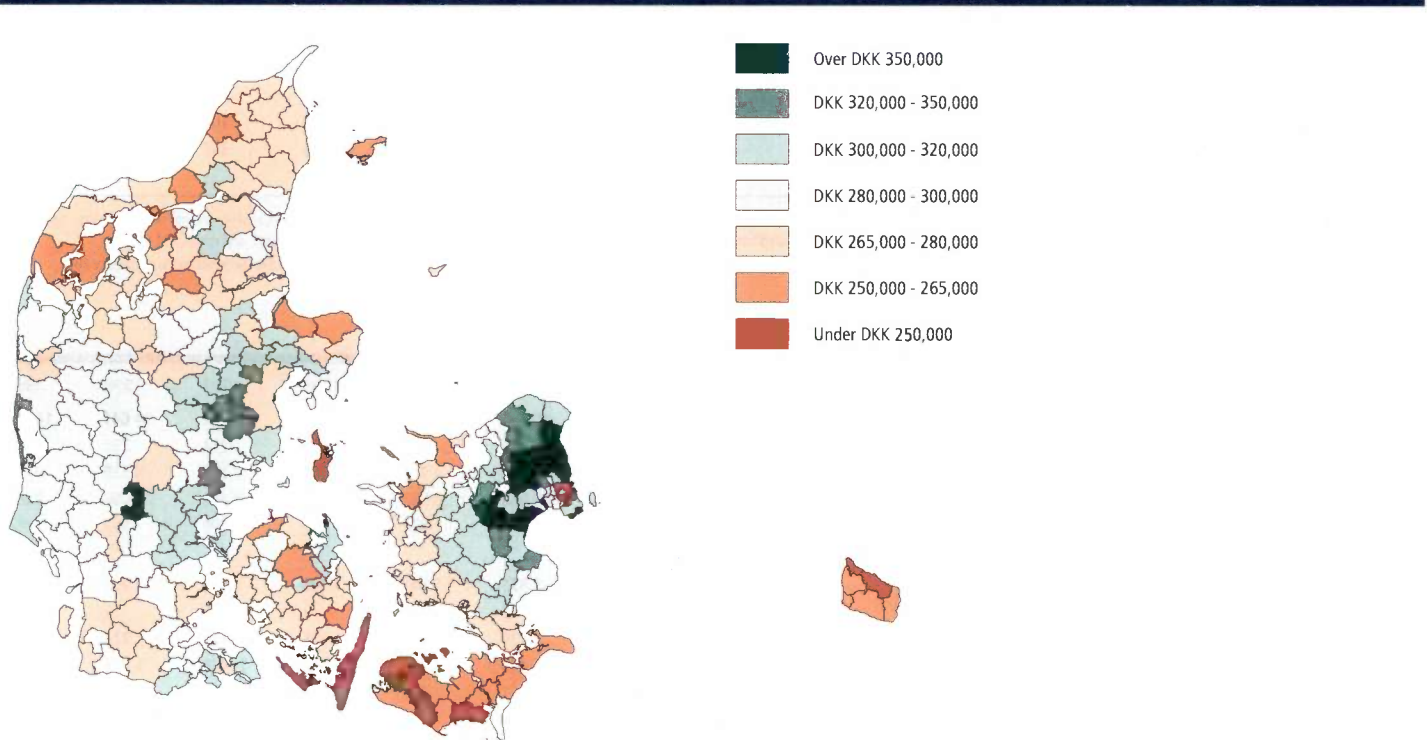 Over DKK 350,000
DKK 320,000 - 350,000
DKK 300,000 - 320,000
DKK 280,000 - 300,000
DKK 265,000 - 280,000
DKK 250,000 - 265,000
Under DKK 250,000